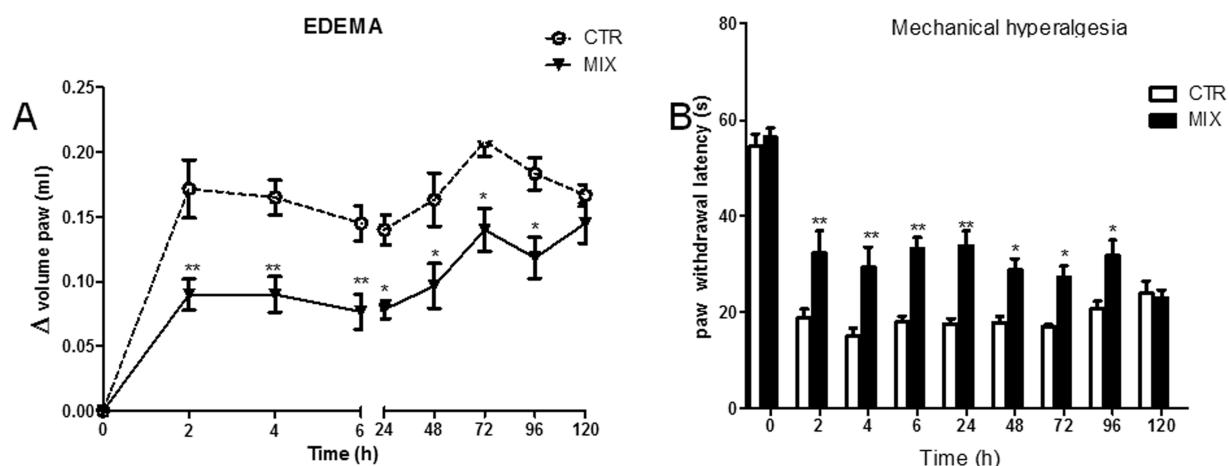 EDEMA
CTR
MIX
A
0.25
0.20
0.15
0.10
0.05
0.00
Δ volume paw (ml)
** ** ** * * * *
0 2 4 6 24 48 72 96 120
Time (h)
Mechanical hyperalgesia
CTR
MIX
B
80
60
40
20
0
paw withdrawal latency (s)
** ** ** ** * * *
0 2 4 6 24 48 72 96 120
Time (h)